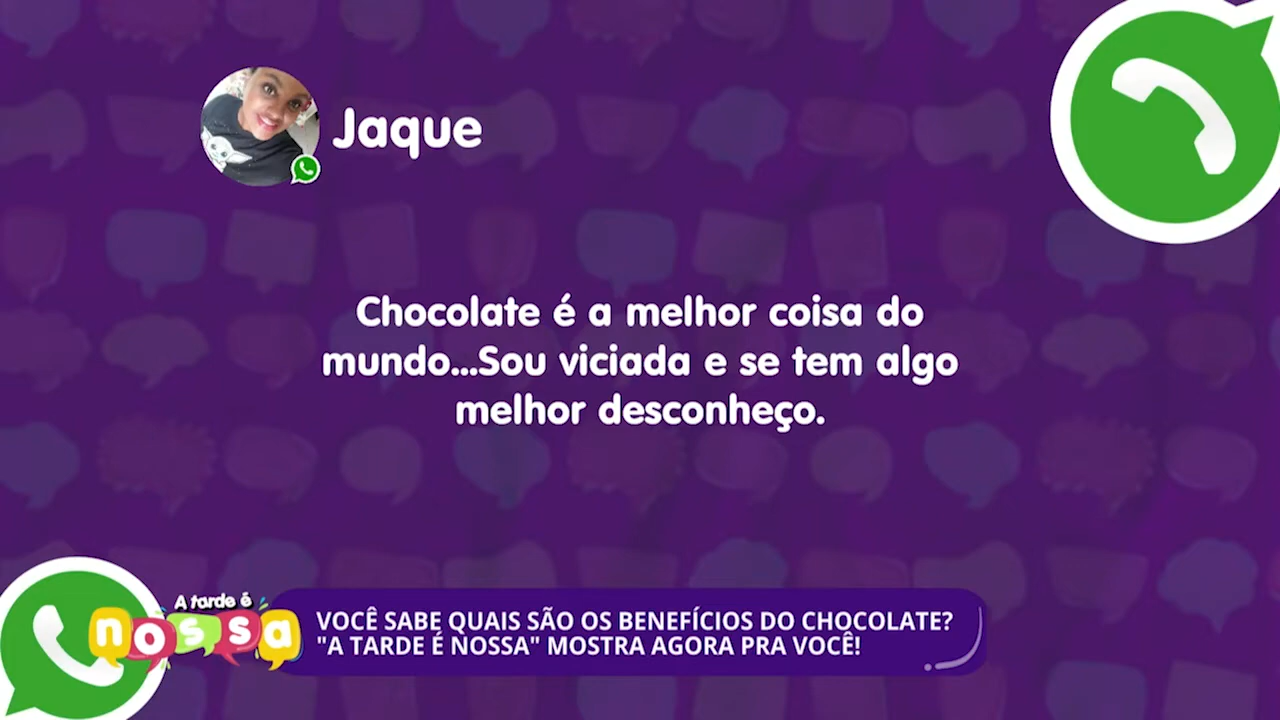 Jaque
Chocolate é a melhor coisa do
mundo...Sou viciada e se tem algo
melhor desconheço.
A tarde é
nossa
VOCÊ SABE QUAIS SÃO OS BENEFÍCIOS DO CHOCOLATE?
"A TARDE É NOSSA" MOSTRA AGORA PRA VOCÊ!